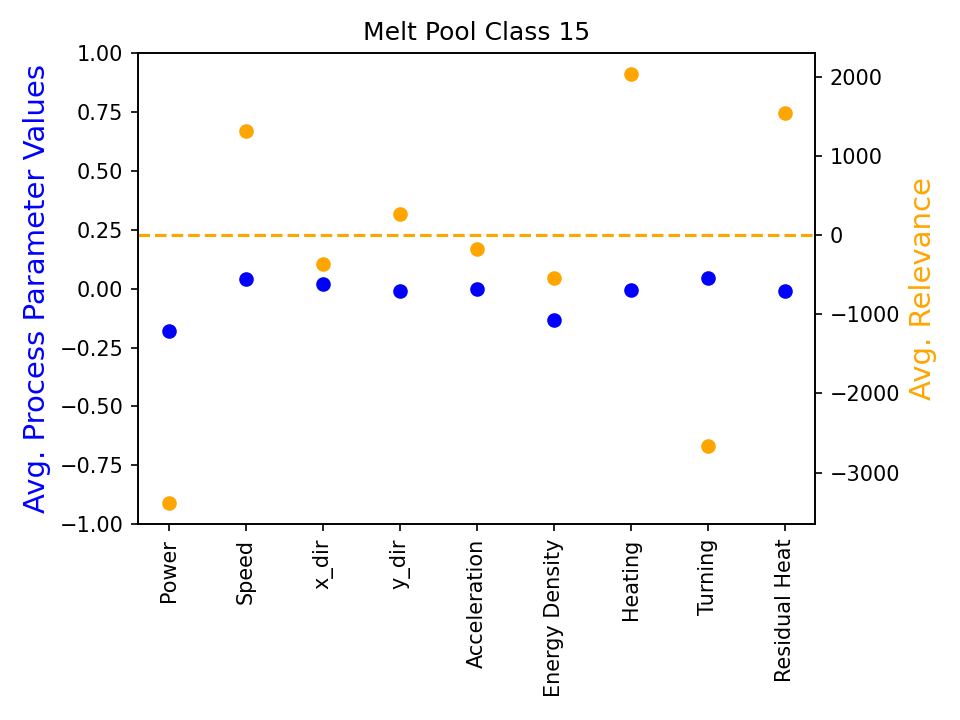 Melt Pool Class 15
Avg. Process Parameter Values
1.00
0.75
0.50
0.25
0.00
−0.25
−0.50
−0.75
−1.00
2000
1000
0
−1000
−2000
−3000
Avg. Relevance
Power
Speed
x_dir
y_dir
Acceleration
Energy Density
Heating
Turning
Residual Heat